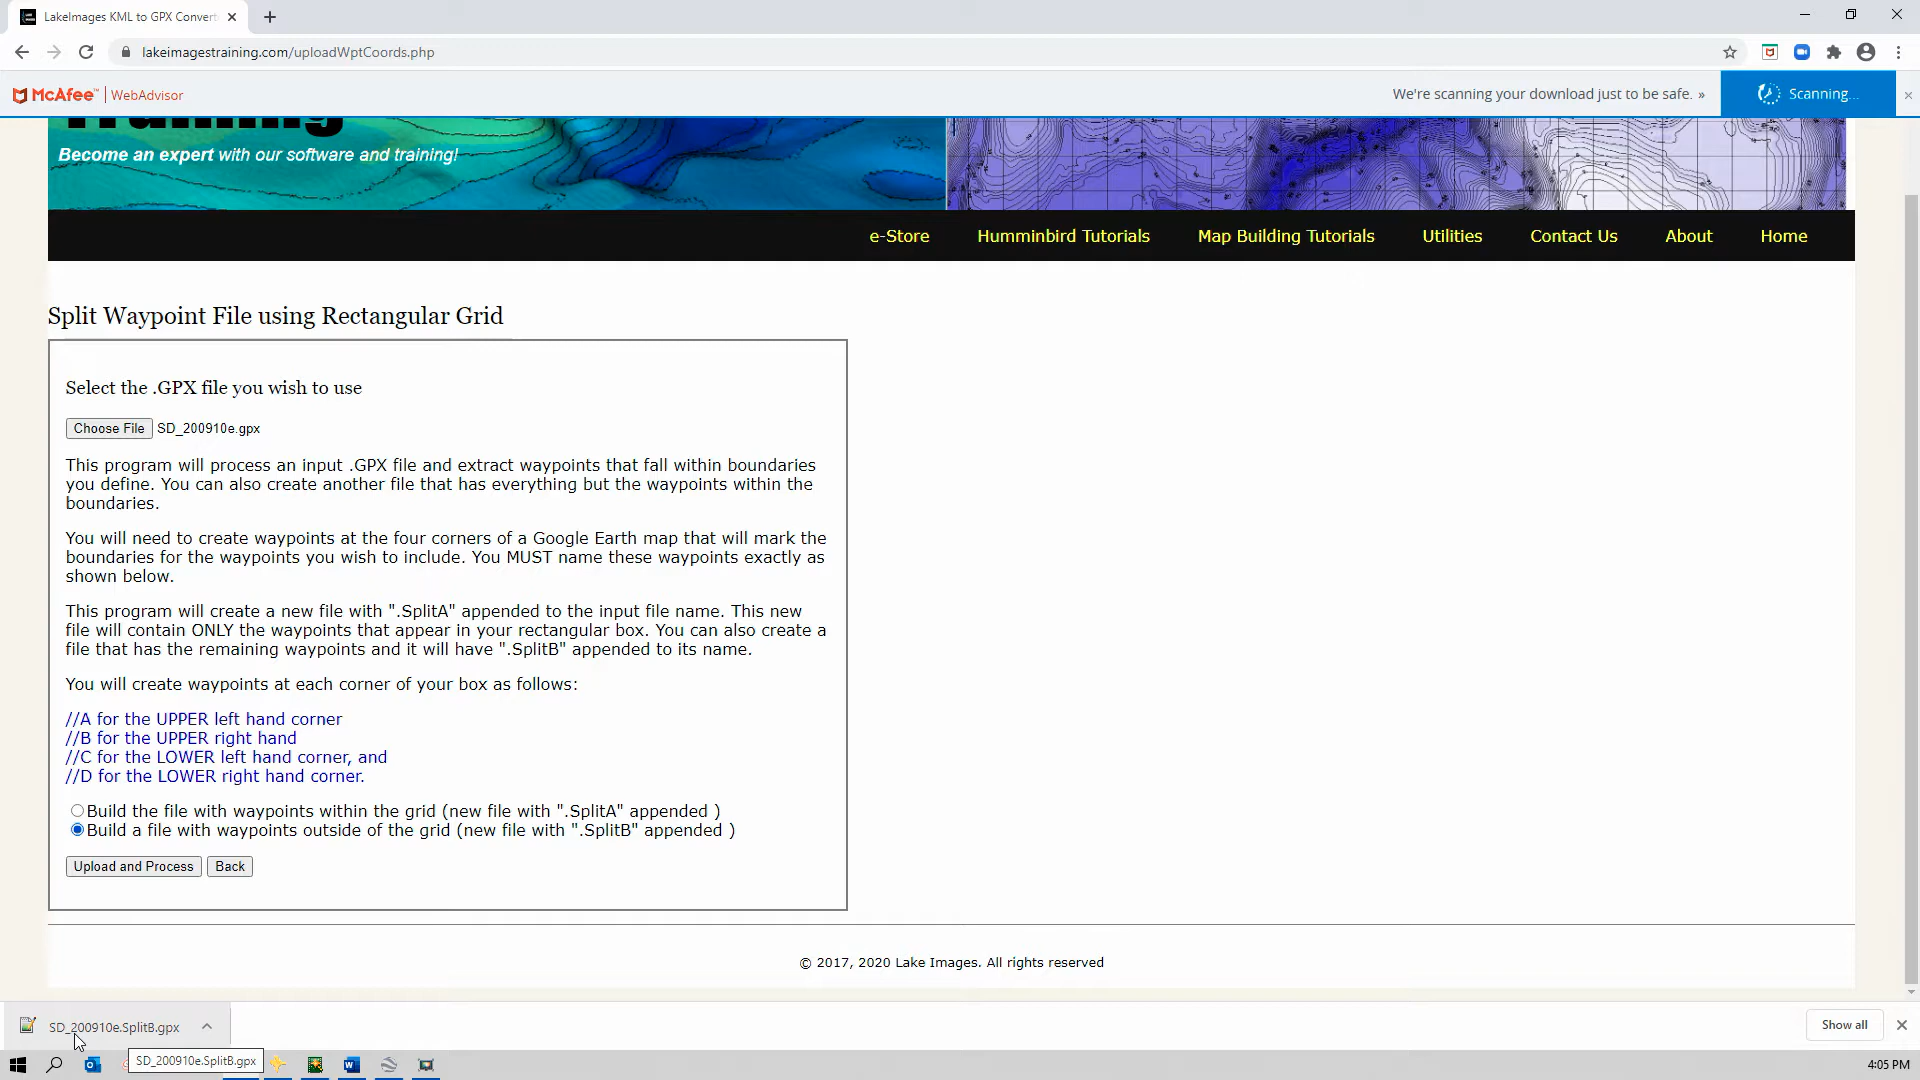 LakeImages KML to GPX Convert
lakeimagestraining.com/uploadWptCoords.php
McAfee™ | WebAdvisor
We're scanning your download just to be safe. »
Scanning...
Training
Become an expert with our software and training!
e-Store
Humminbird Tutorials
Map Building Tutorials
Utilities
Contact Us
About
Home
Split Waypoint File using Rectangular Grid
Select the .GPX file you wish to use
Choose File SD_200910e.gpx
This program will process an input .GPX file and extract waypoints that fall within boundaries
you define. You can also create another file that has everything but the waypoints within the
boundaries.
You will need to create waypoints at the four corners of a Google Earth map that will mark the
boundaries for the waypoints you wish to include. You MUST name these waypoints exactly as
shown below.
This program will create a new file with ".SplitA" appended to the input file name. This new
file will contain ONLY the waypoints that appear in your rectangular box. You can also create a
file that has the remaining waypoints and it will have ".SplitB" appended to its name.
You will create waypoints at each corner of your box as follows:
//A for the UPPER left hand corner
//B for the UPPER right hand
//C for the LOWER left hand corner, and
//D for the LOWER right hand corner.
Build the file with waypoints within the grid (new file with ".SplitA" appended )
Build a file with waypoints outside of the grid (new file with ".SplitB" appended )
Upload and Process
Back
© 2017, 2020 Lake Images. All rights reserved
SD_200910e.SplitB.gpx
Show all
SD_200910e.SplitB.gpx
4:05 PM